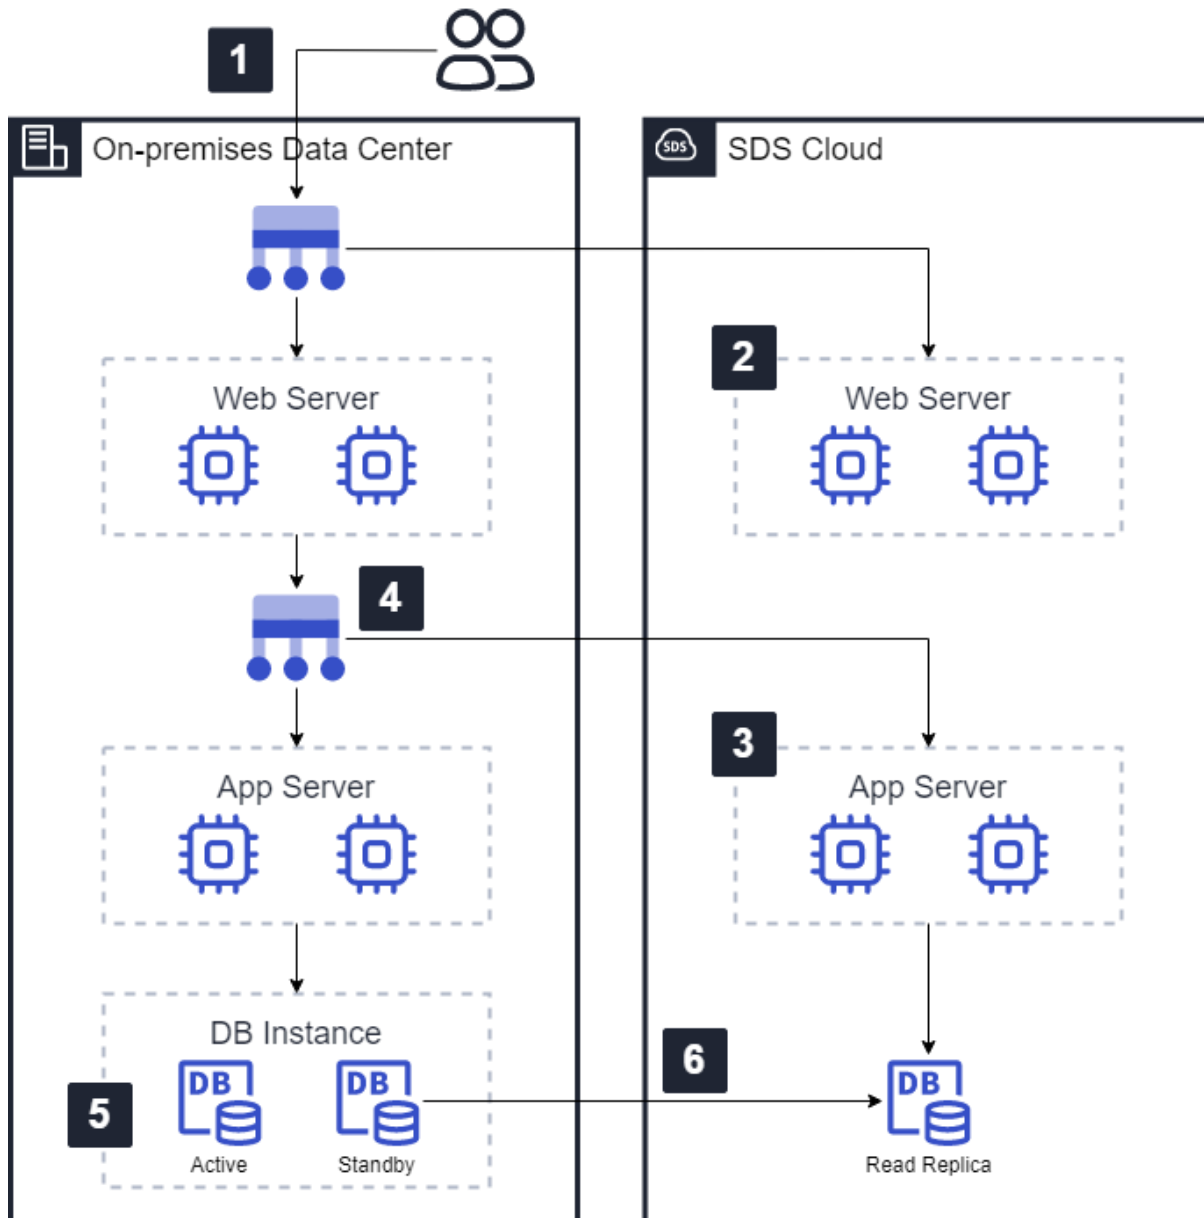 1
On-premises Data Center
SDS
SDS Cloud
2
Web Server
Web Server
4
3
App Server
App Server
DB Instance
6
DB
DB
DB
5
Active
Standby
Read Replica